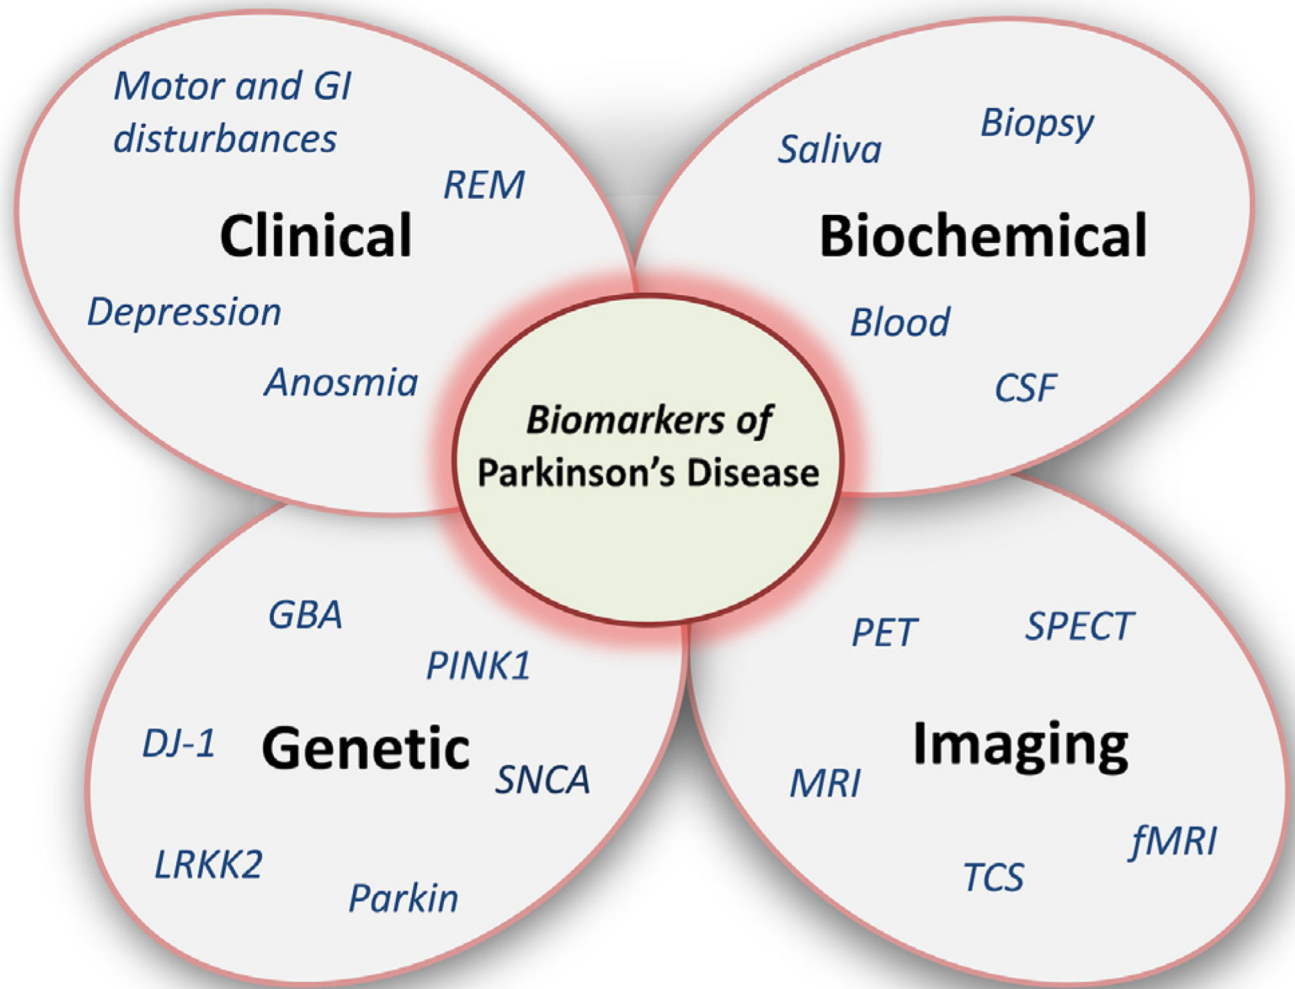 Motor and GI
disturbances
REM
Clinical
Depression
Anosmia
Saliva
Biopsy
Biochemical
Blood
CSF
Biomarkers of
Parkinson’s Disease
GBA
PINK1
DJ-1
Genetic
SNCA
LRKK2
Parkin
PET
SPECT
Imaging
MRI
fMRI
TCS